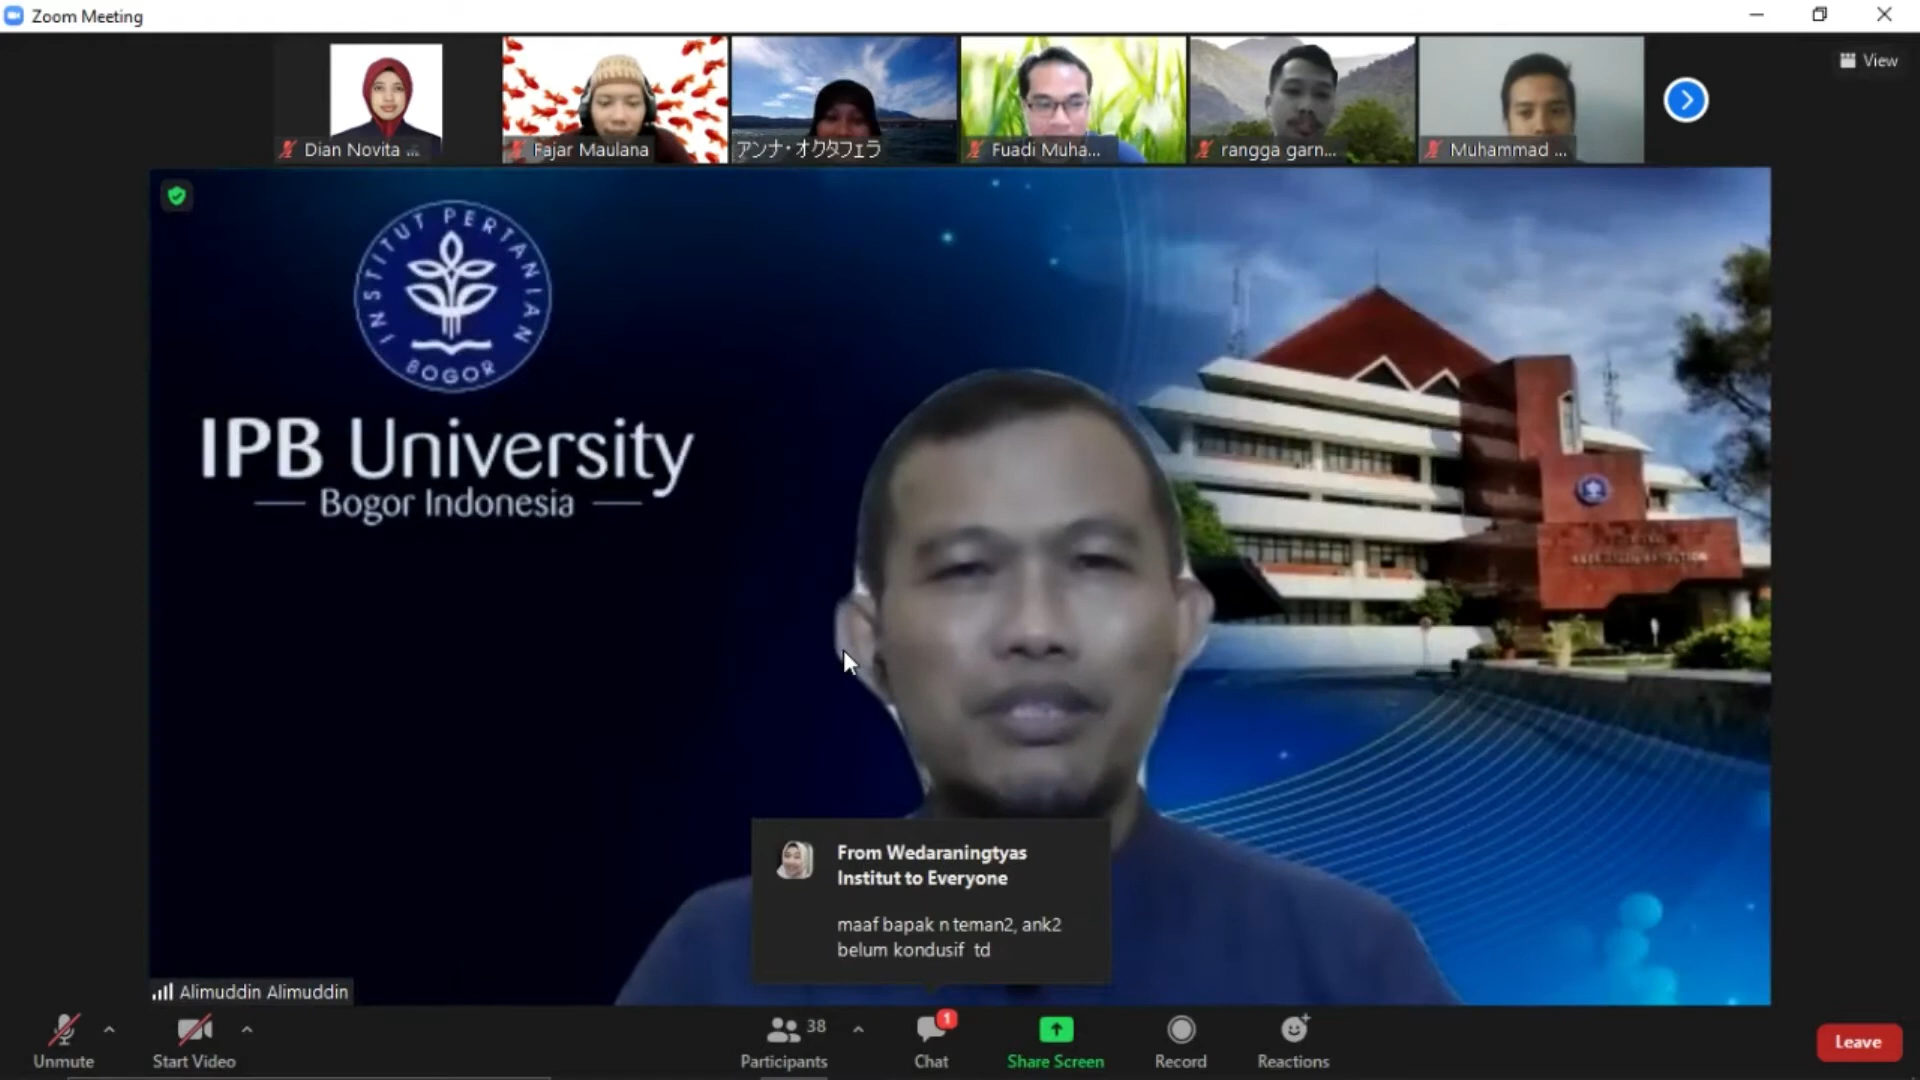 Zoom Meeting
View
Dian Novita ...
Fajar Maulana
アンナ・オクタフェラ
Fuadi Muha...
rangga garn...
Muhammad ...
INSTITUT PERTANIAN
BOGOR
IPB University
Bogor Indonesia
From Wedaraningtyas
Institut to Everyone
maaf bapak n teman2, ank2
belum kondusif td
Alimuddin Alimuddin
Unmute
Start Video
38
Participants
1
Chat
Share Screen
Record
Reactions
Leave